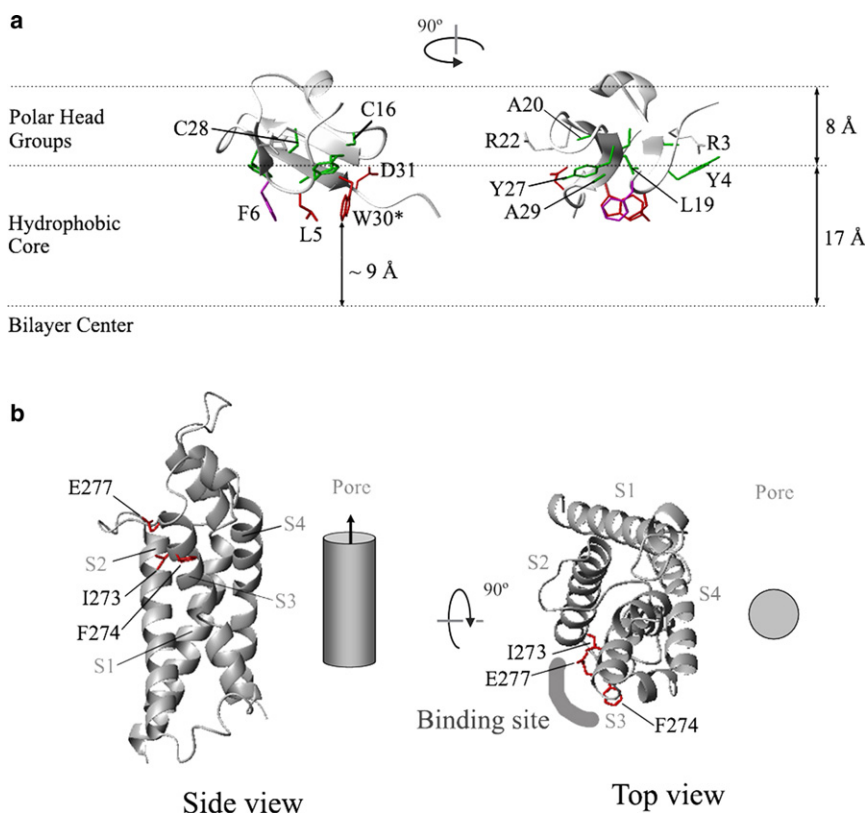 a
90º
Polar Head
Groups
C28
C16
D31
F6
L5
W30*
~ 9 Å
A20
R22
R3
Y27
A29
Y4
L19
8 Å
Hydrophobic
Core
17 Å
Bilayer Center
b
E277
S2
I273
F274
S1
S4
S3
Pore
90º
S1
S2
S4
I273
E277
Binding site
S3
F274
Pore
Side view
Top view